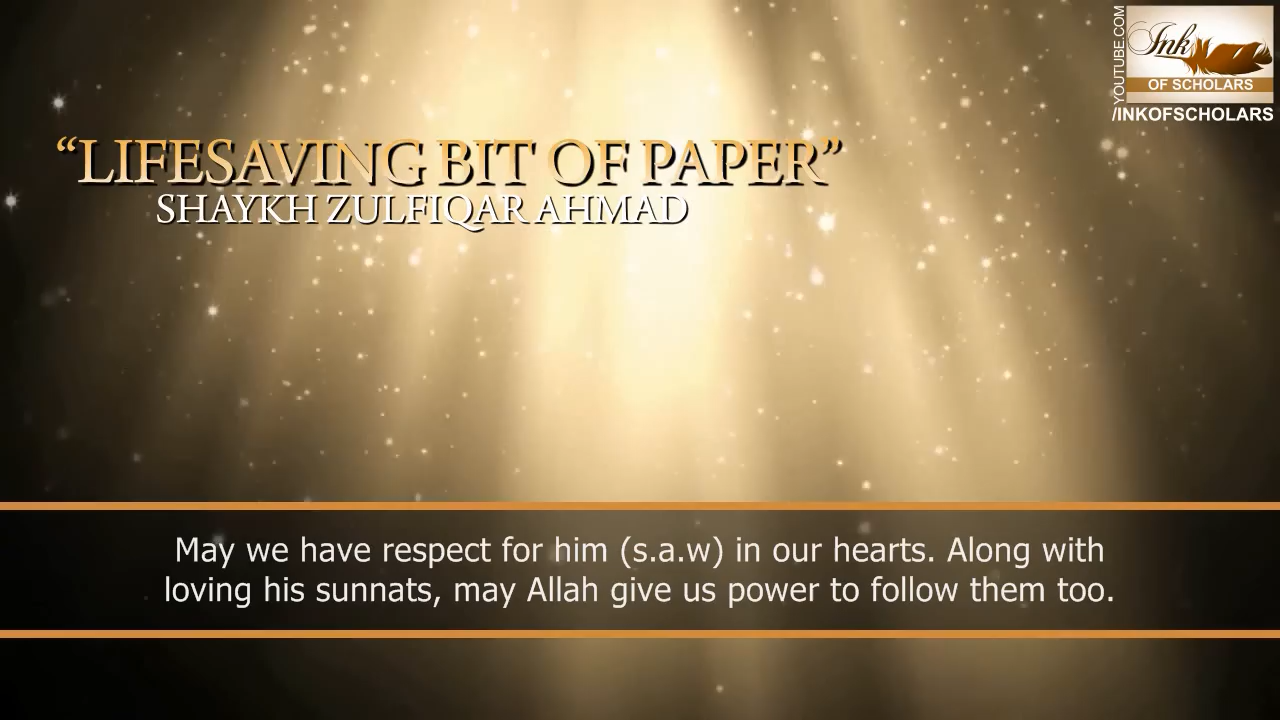 YOUTUBE.COM
Ink
OF SCHOLARS
/INKOFSCHOLARS
“LIFESAVING BIT OF PAPER”
SHAYKH ZULFIQAR AHMAD
May we have respect for him (s.a.w) in our hearts. Along with
loving his sunnats, may Allah give us power to follow them too.